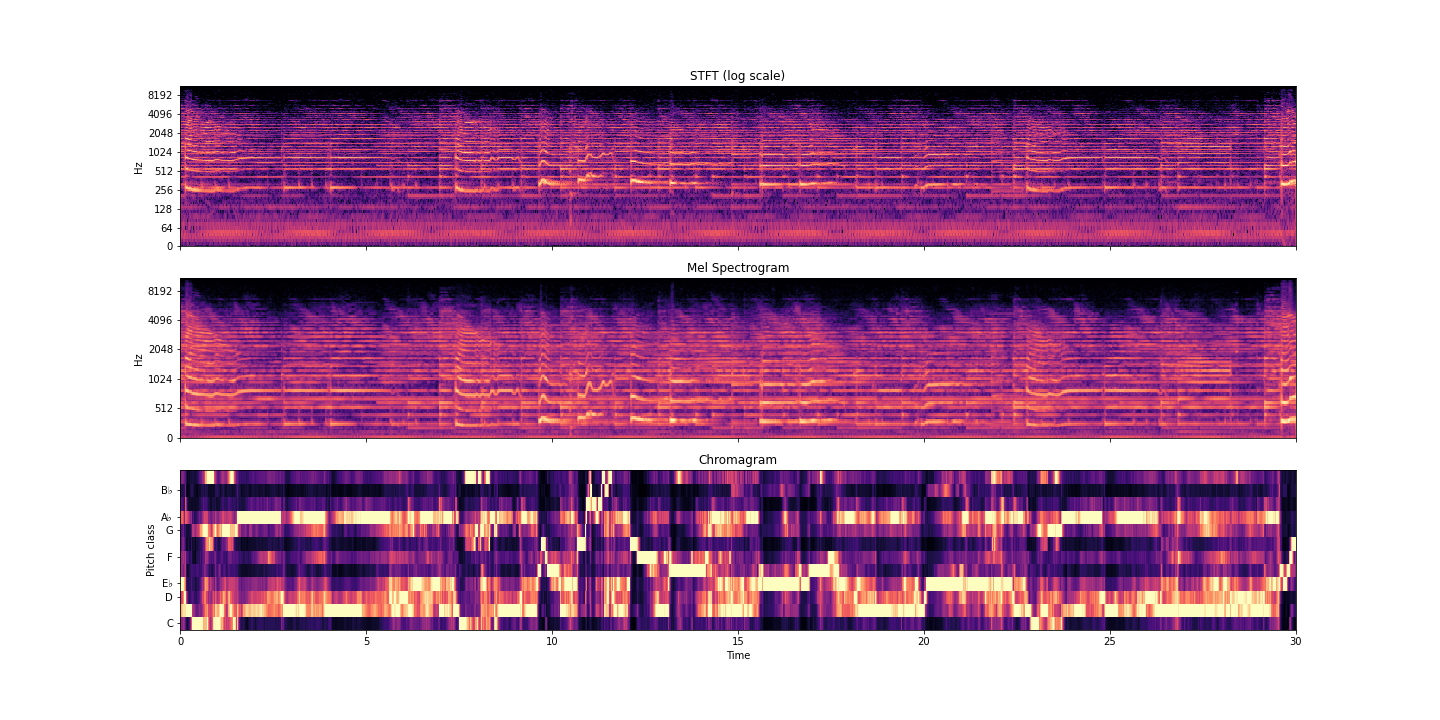 STFT (log scale)
8192
4096
2048
1024
512
256
128
64
0
Hz
Mel Spectrogram
8192
4096
2048
1024
512
0
Hz
Chromagram
B♭
A♭
G
F
E♭
D
C
Pitch class
0 5 10 15 20 25 30
Time